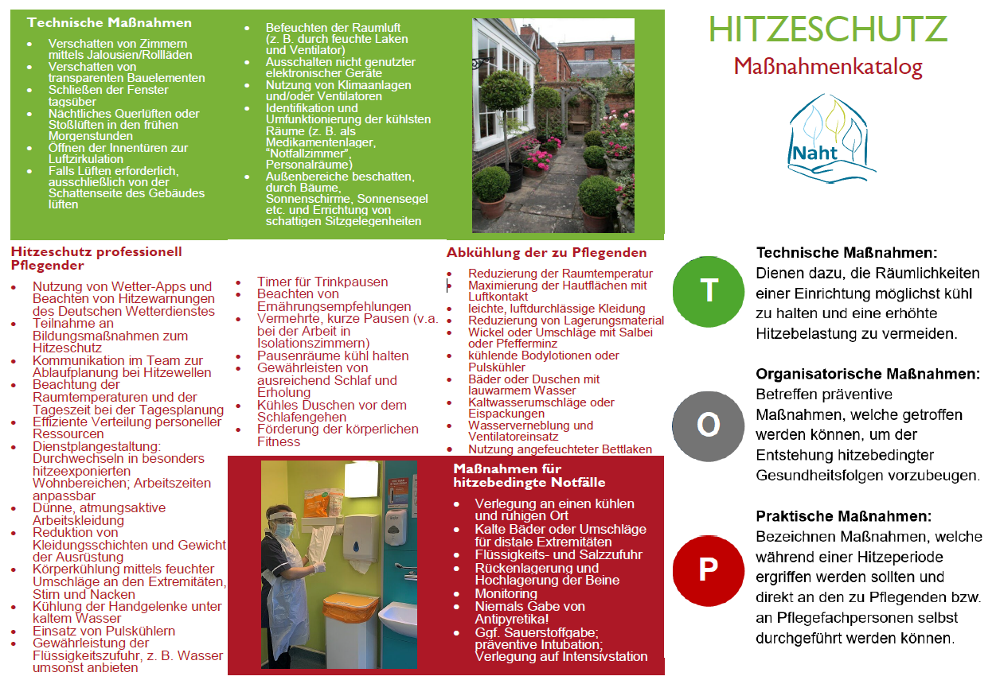 Technische Maßnahmen
• Verschatten von Zimmern
mittels Jalousien/Rollläden
• Verschatten von
transparenten Bauelementen
• Schließen der Fenster
tagsüber
• Nächtliches Querlüften oder
Stoßlüften in den frühen
Morgenstunden
• Öffnen der Innentüren zur
Luftzirkulation
• Falls Lüften erforderlich,
ausschließlich von der
Schattenseite des Gebäudes
lüften
• Befeuchten der Raumluft
(z. B. durch feuchte Laken
und Ventilator)
• Ausschalten nicht genutzter
elektronischer Geräte
• Nutzung von Klimaanlagen
und/oder Ventilatoren
• Identifikation und
Umfunktionierung der kühlsten
Räume (z. B. als
Medikamentenlager,
"Notfallzimmer",
Personalräume)
• Außenbereiche beschatten,
durch Bäume,
Sonnenschirme, Sonnensegel
etc. und Errichtung von
schattigen Sitzgelegenheiten
HITZESCHUTZ
Maßnahmenkatalog
Naht
Hitzeschutz professionell
Pflegender
• Nutzung von Wetter-Apps und
Beachten von Hitzewarnungen
des Deutschen Wetterdienstes
• Teilnahme an
Bildungsmaßnahmen zum
Hitzeschutz
• Kommunikation im Team zur
Ablaufplanung bei Hitzewellen
• Beachtung der
Raumtemperaturen und der
Tageszeit bei der Tagesplanung
• Effiziente Verteilung personeller
Ressourcen
• Dienstplangestaltung:
Durchwechseln in besonders
hitzeexponierten
Wohnbereichen; Arbeitszeiten
anpassbar
• Dünne, atmungsaktive
Arbeitskleidung
• Reduktion von
Kleidungsschichten und Gewicht
der Ausrüstung
• Körperkühlung mittels feuchter
Umschläge an den Extremitäten,
Stirn und Nacken
• Kühlung der Handgelenke unter
kaltem Wasser
• Einsatz von Pulskühlern
• Gewährleistung der
Flüssigkeitszufuhr, z. B. Wasser
umsonst anbieten
• Timer für Trinkpausen
• Beachten von
Ernährungsempfehlungen
• Vermehrte, kurze Pausen (v.a.
bei der Arbeit in
Isolationszimmern)
• Pausenräume kühl halten
• Gewährleisten von
ausreichend Schlaf und
Erholung
• Kühles Duschen vor dem
Schlafengehen
• Förderung der körperlichen
Fitness
Abkühlung der zu Pflegenden
• Reduzierung der Raumtemperatur
• Maximierung der Hautflächen mit
Luftkontakt
• leichte, luftdurchlässige Kleidung
• Reduzierung von Lagerungsmaterial
• Wickel oder Umschläge mit Salbei
oder Pfefferminz
• kühlende Bodylotionen oder
Pulskühler
• Bäder oder Duschen mit
lauwarmem Wasser
• Kaltwasserumschläge oder
Eispackungen
• Wasserverneblung und
Ventilatoreinsatz
• Nutzung angefeuchteter Bettlaken
Maßnahmen für
hitzebedingte Notfälle
• Verlegung an einen kühlen
und ruhigen Ort
• Kalte Bäder oder Umschläge
für distale Extremitäten
• Flüssigkeits- und Salzzufuhr
• Rückenlagerung und
Hochlagerung der Beine
• Monitoring
• Niemals Gabe von
Antipyretika!
• Ggf. Sauerstoffgabe;
präventive Intubation;
Verlegung auf Intensivstation
T
Technische Maßnahmen:
Dienen dazu, die Räumlichkeiten
einer Einrichtung möglichst kühl
zu halten und eine erhöhte
Hitzebelastung zu vermeiden.
O
Organisatorische Maßnahmen:
Betreffen präventive
Maßnahmen, welche getroffen
werden können, um der
Entstehung hitzebedingter
Gesundheitsfolgen vorzubeugen.
P
Praktische Maßnahmen:
Bezeichnen Maßnahmen, welche
während einer Hitzeperiode
ergriffen werden sollten und
direkt an den zu Pflegenden bzw.
an Pflegefachpersonen selbst
durchgeführt werden können.